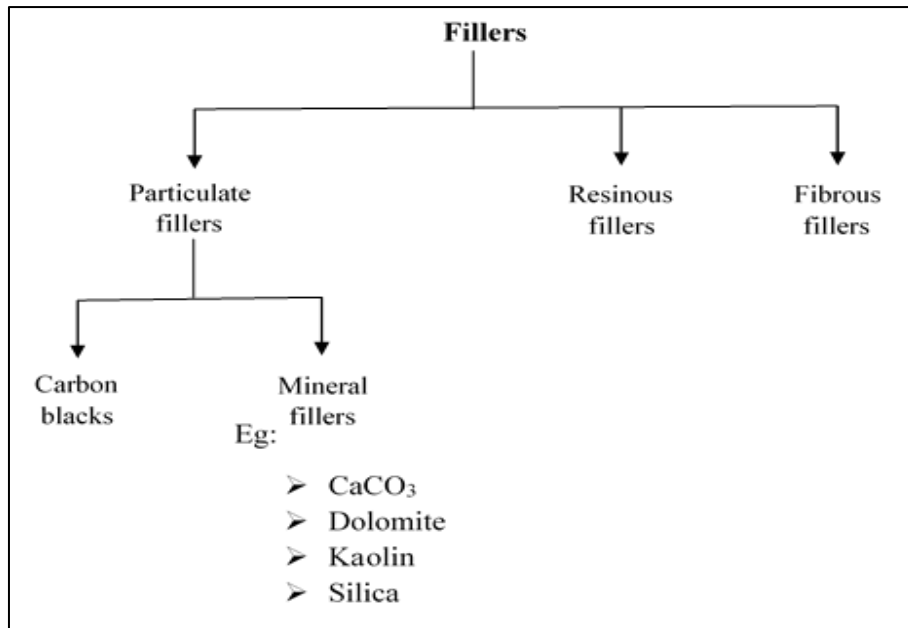 Fillers
Particulate
fillers
Resinous
fillers
Fibrous
fillers
Carbon
blacks
Mineral
fillers
Eg:
➢ CaCO₃
➢ Dolomite
➢ Kaolin
➢ Silica